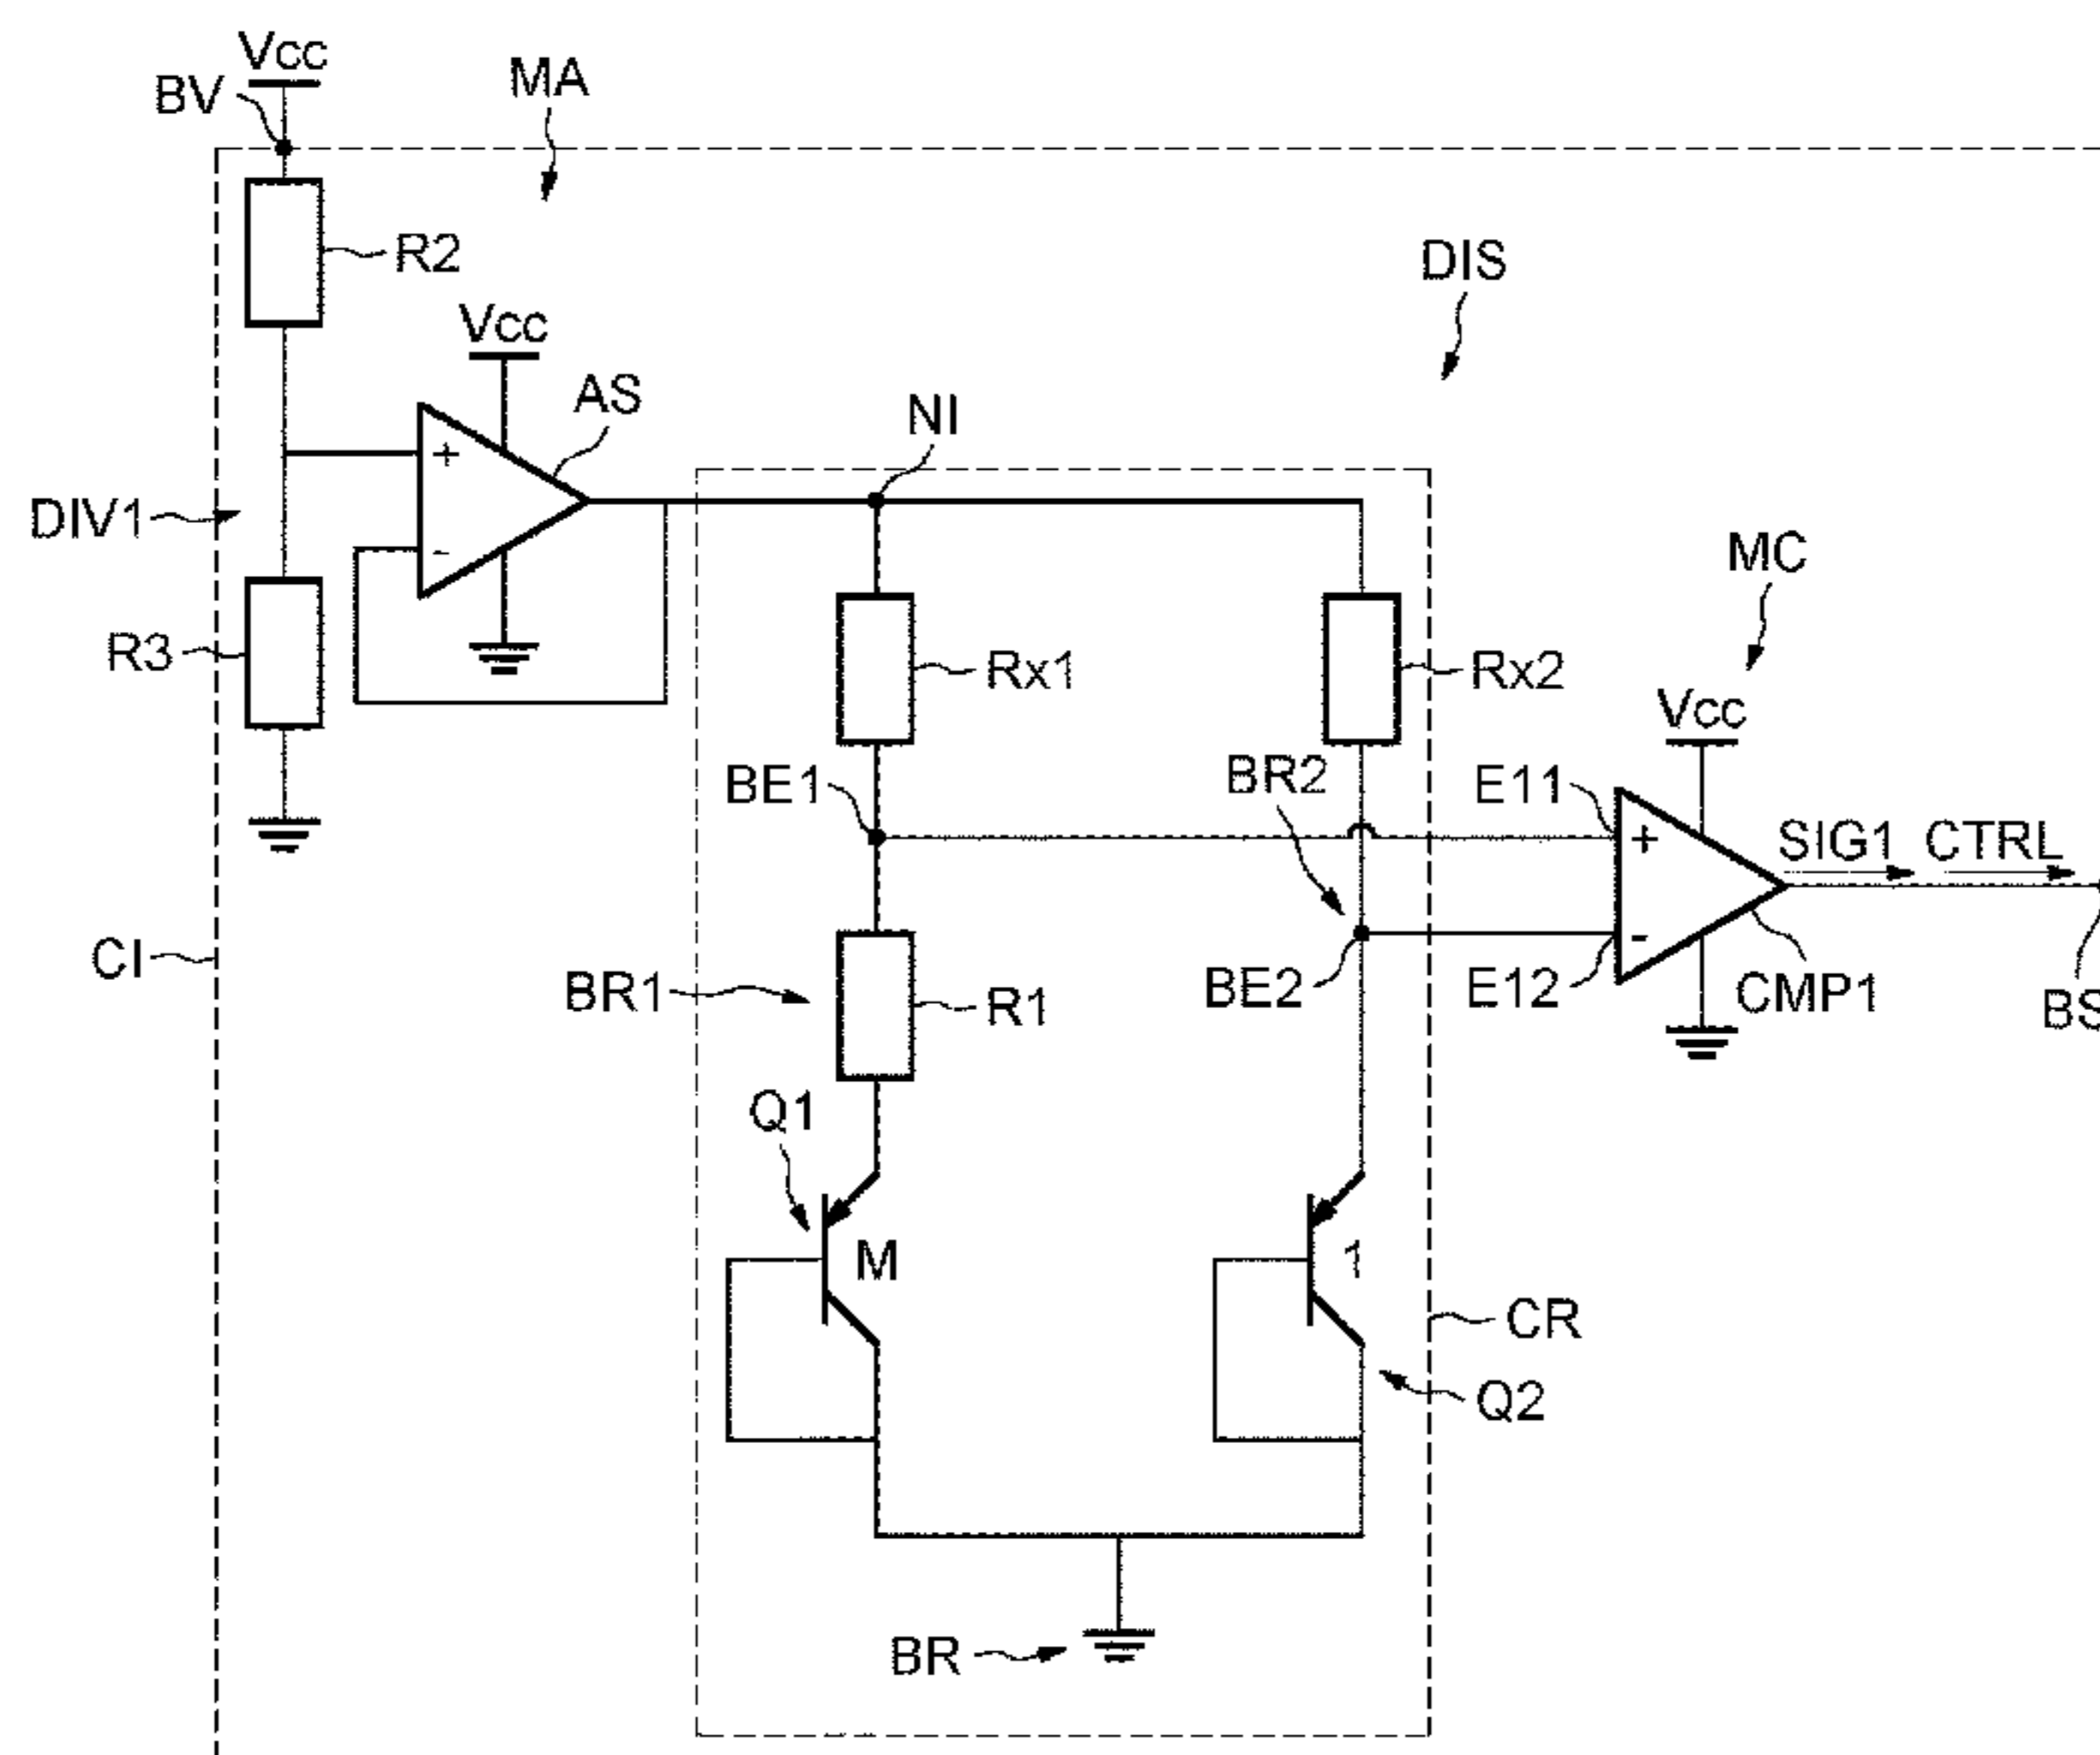 Vcc
BV
MA
R2
DIS
Vcc
AS
NI
+
-
DIV1
MC
R3
Rx1
Rx2
Vcc
BE1
BR2
E11
+
SIG1
CTRL
CI
-
BR1
R1
BE2
E12
CMP1
BS
Q1
M
1
CR
Q2
BR